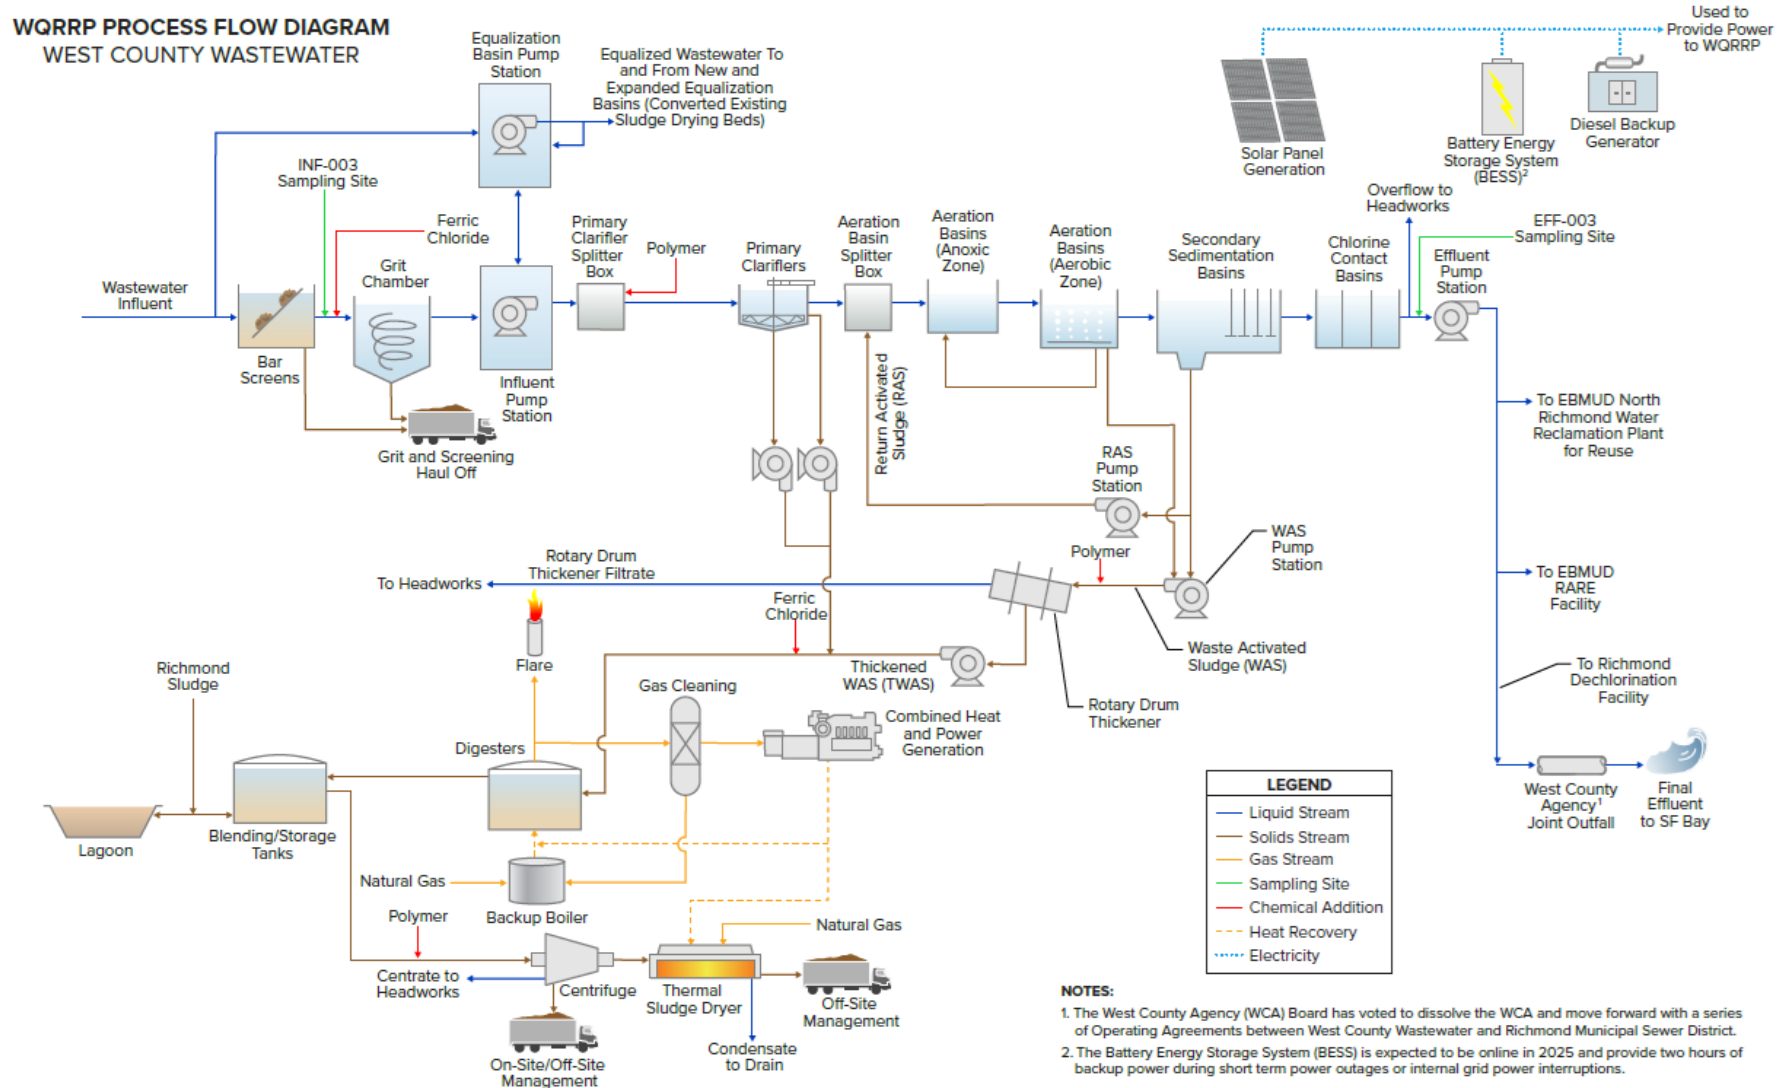 WQRRP PROCESS FLOW DIAGRAM
WEST COUNTY WASTEWATER
Equalization
Basin Pump
Station
Equalized Wastewater To
and From New and
Expanded Equalization
Basins (Converted Existing
Sludge Drying Beds)
Used to
Provide Power
to WQRRP
Solar Panel
Generation
Battery Energy
Storage System
(BESS)²
Diesel Backup
Generator
INF-003
Sampling Site
Ferric
Chloride
Wastewater
Influent
Bar
Screens
Grit
Chamber
Grit and Screening
Haul Off
Influent
Pump
Station
Primary
Clarifler
Splitter
Box
Polymer
Primary
Clariflers
Aeration
Basin
Splitter
Box
Aeration
Basins
(Anoxic
Zone)
Aeration
Basins
(Aerobic
Zone)
Secondary
Sedimentation
Basins
Chlorine
Contact
Basins
Overflow to
Headworks
Effluent
Pump
Station
EFF-003
Sampling Site
Return Activated
Sludge (RAS)
RAS
Pump
Station
To EBMUD North
Richmond Water
Reclamation Plant
for Reuse
WAS
Pump
Station
Polymer
To EBMUD
RARE
Facility
Rotary Drum
Thickener Filtrate
To Headworks
Ferric
Chloride
Flare
Waste Activated
Sludge (WAS)
To Richmond
Dechlorination
Facility
Thickened
WAS (TWAS)
Rotary Drum
Thickener
Richmond
Sludge
Gas Cleaning
Combined Heat
and Power
Generation
Digesters
Lagoon
Blending/Storage
Tanks
Natural Gas
Backup Boiler
Polymer
Natural Gas
Centrate to
Headworks
Centrifuge
Thermal
Sludge Dryer
Off-Site
Management
On-Site/Off-Site
Management
Condensate
to Drain
West County
Agency¹
Joint Outfall
Final
Effluent
to SF Bay
LEGEND
Liquid Stream
Solids Stream
Gas Stream
Sampling Site
Chemical Addition
Heat Recovery
Electricity
NOTES:
1. The West County Agency (WCA) Board has voted to dissolve the WCA and move forward with a series
of Operating Agreements between West County Wastewater and Richmond Municipal Sewer District.
2. The Battery Energy Storage System (BESS) is expected to be online in 2025 and provide two hours of
backup power during short term power outages or internal grid power interruptions.